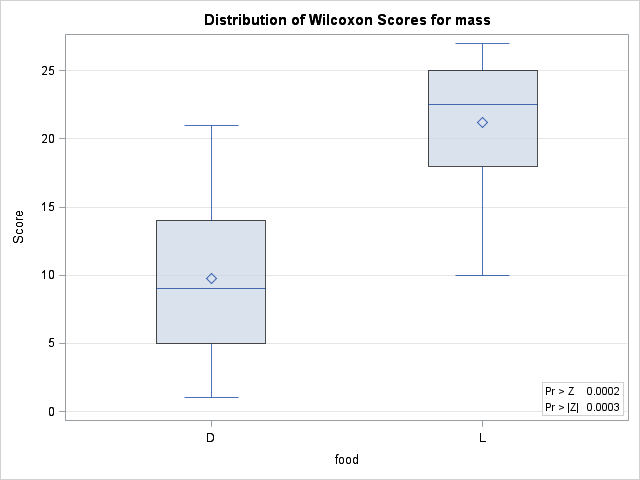 Distribution of Wilcoxon Scores for mass
25
20
15
10
5
0
Score
D
L
food
Pr > Z 0.0002
Pr > |Z| 0.0003